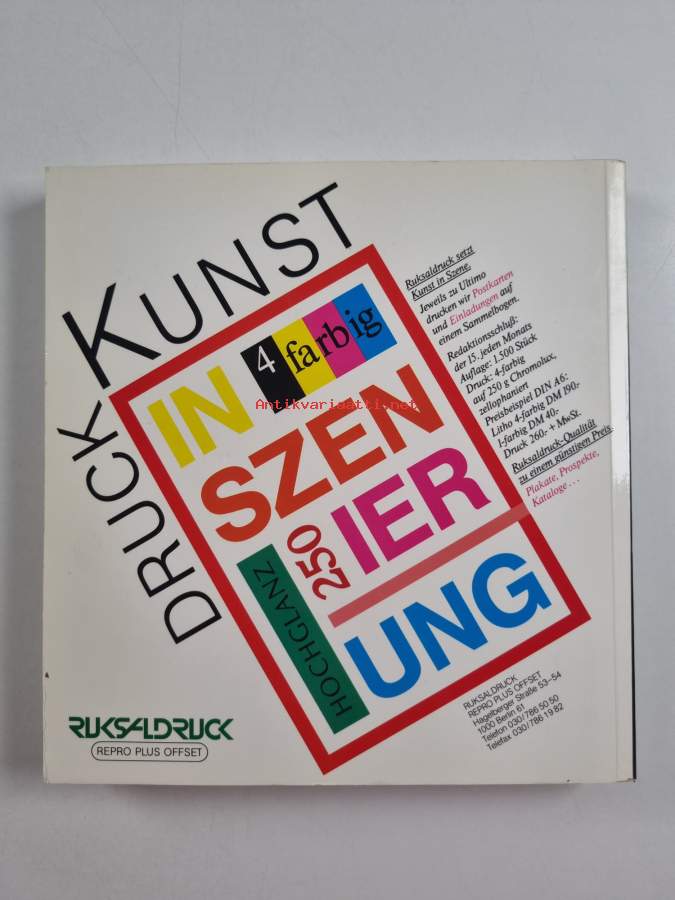 DRUCK
KUNST
4 farbig
IN
SZEN
IER
UNG
250
HOCHGLANZ
Ruksaldruck setzt
Kunst in Szene.
Jeweils zu Ultimo
drucken wir Postkarten
und Einladungen auf
einem Sammelbogen.
Redaktionsschluß:
der 15. jeden Monats
Auflage: 1.500 Stück
Druck: 4-farbig
auf 250 g Chromolux,
zellophaniert
Preisbeispiel DIN A6:
Litho 4-farbig DM 190.-
1-farbig DM 40.-
Druck 260.- + MwSt.
Ruksaldruck-Qualität
zu einem günstigen Preis.
Plakate, Prospekte,
Kataloge . . .
RUKSALDRUCK
REPRO PLUS OFFSET
RUKSALDRUCK
REPRO PLUS OFFSET
Hagelberger Straße 53–54
1000 Berlin 61
Telefon 030/786 50 50
Telefax 030/786 19 82
Antikvariaatti.net